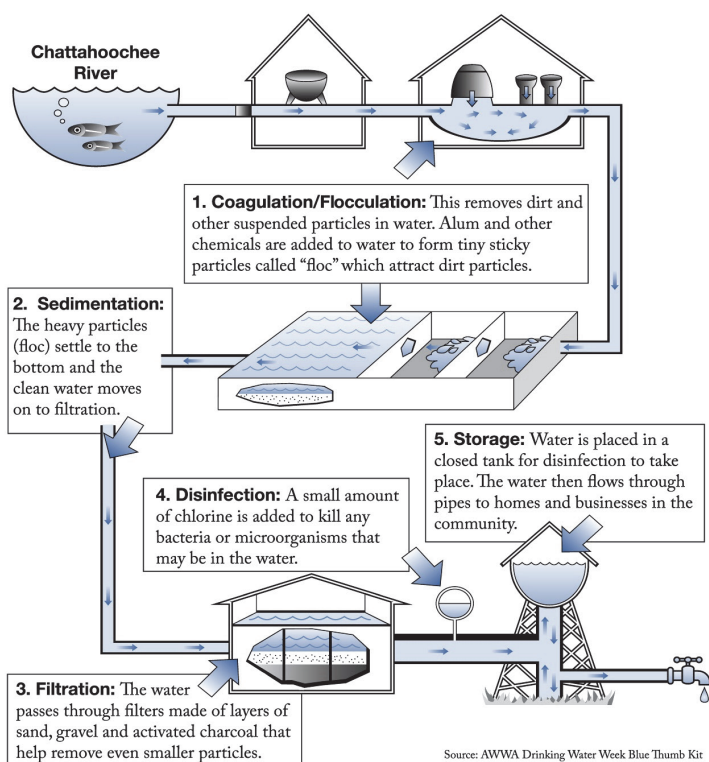 Chattahoochee
River
1. Coagulation/Flocculation: This removes dirt and
other suspended particles in water. Alum and other
chemicals are added to water to form tiny sticky
particles called “floc” which attract dirt particles.
2. Sedimentation:
The heavy particles
(floc) settle to the
bottom and the
clean water moves
on to filtration.
5. Storage: Water is placed in a
closed tank for disinfection to take
place. The water then flows through
pipes to homes and businesses in the
community.
4. Disinfection: A small amount
of chlorine is added to kill any
bacteria or microorganisms that
may be in the water.
3. Filtration: The water
passes through filters made of layers of
sand, gravel and activated charcoal that
help remove even smaller particles.
Source: AWWA Drinking Water Week Blue Thumb Kit